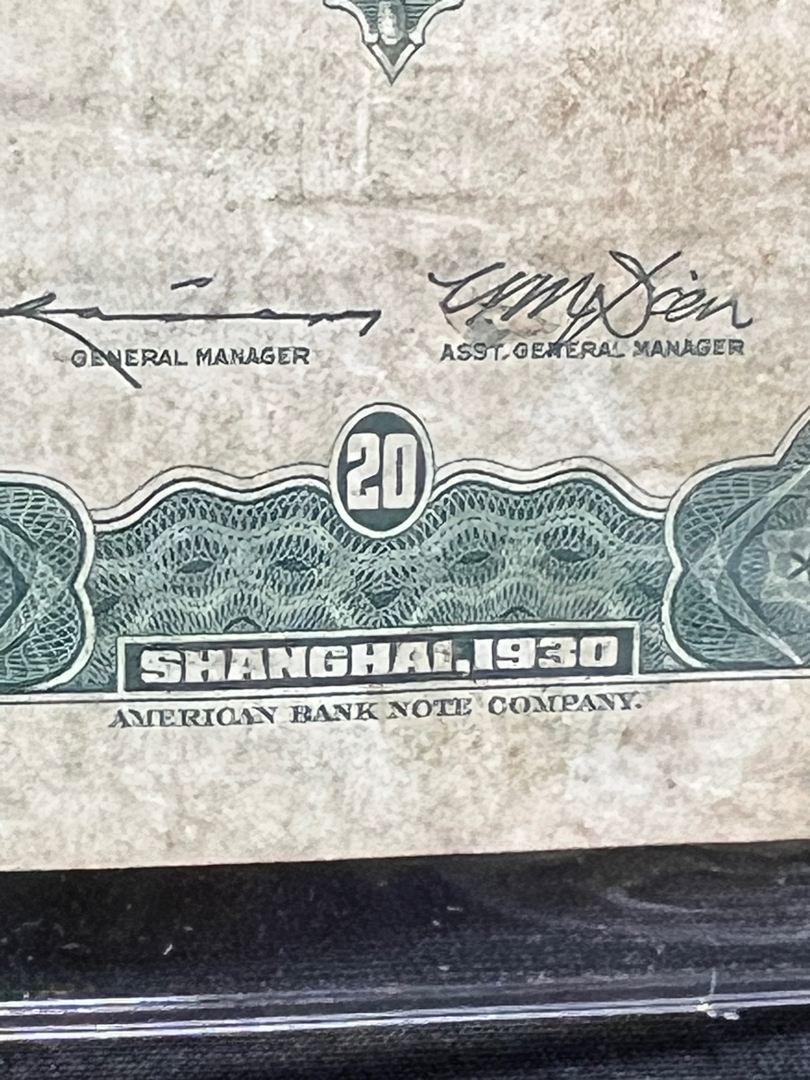 GENERAL MANAGER
ASST. GENERAL MANAGER
20
SHANGHAI, 1930
AMERICAN BANK NOTE COMPANY.